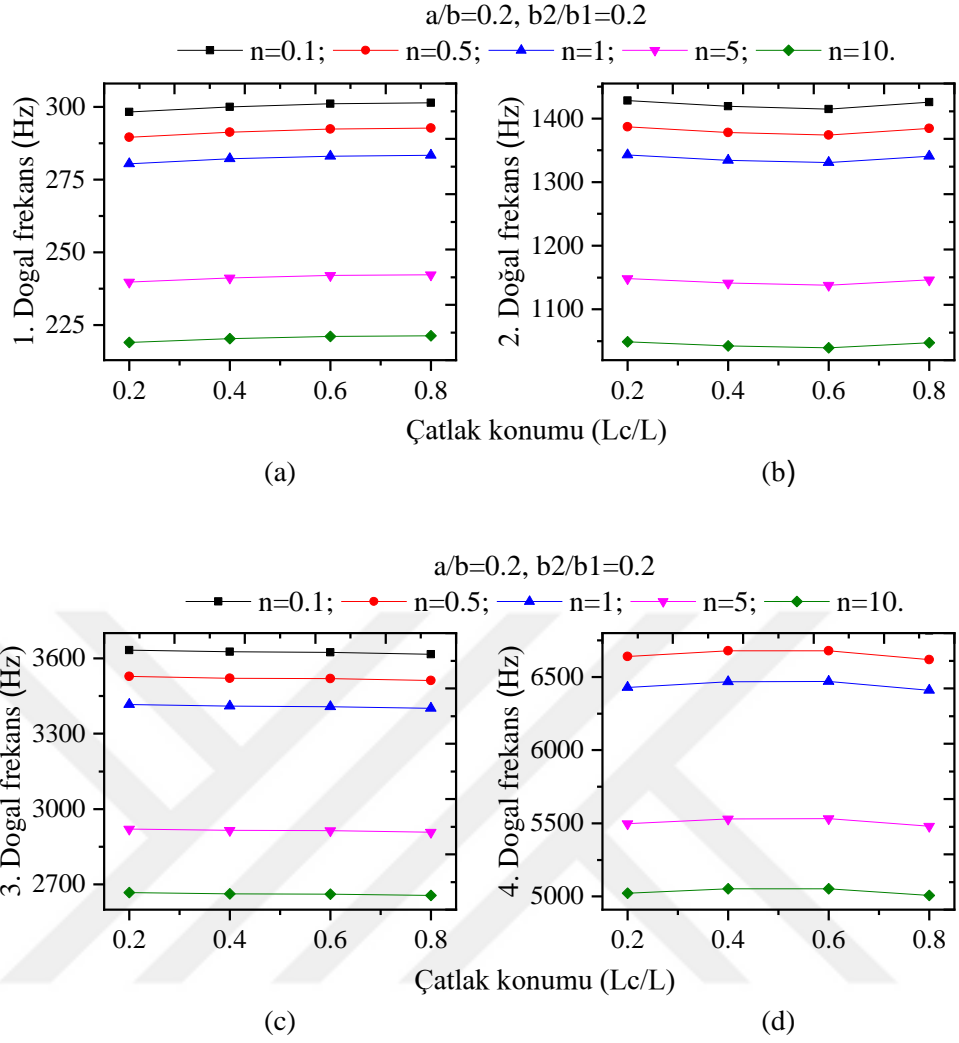 a/b=0.2, b2/b1=0.2
n=0.1; n=0.5; n=1; n=5; n=10.
1. Dogal frekans (Hz)
300
275
250
225
0.2 0.4 0.6 0.8
2. Doğal frekans (Hz)
1400
1300
1200
1100
0.2 0.4 0.6 0.8
Çatlak konumu (Lc/L)
(a) (b)
a/b=0.2, b2/b1=0.2
n=0.1; n=0.5; n=1; n=5; n=10.
3. Dogal frekans (Hz)
3600
3300
3000
2700
0.2 0.4 0.6 0.8
4. Dogal frekans (Hz)
6500
6000
5500
5000
0.2 0.4 0.6 0.8
Çatlak konumu (Lc/L)
(c) (d)